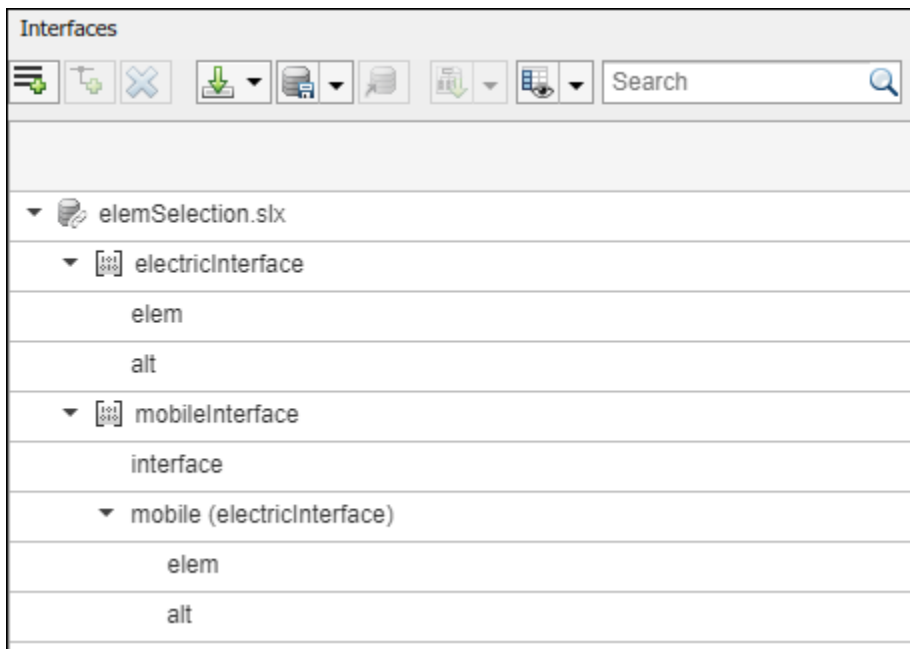 Interfaces
Search
elemSelection.slx
electricInterface
elem
alt
mobileInterface
interface
mobile (electricInterface)
elem
alt